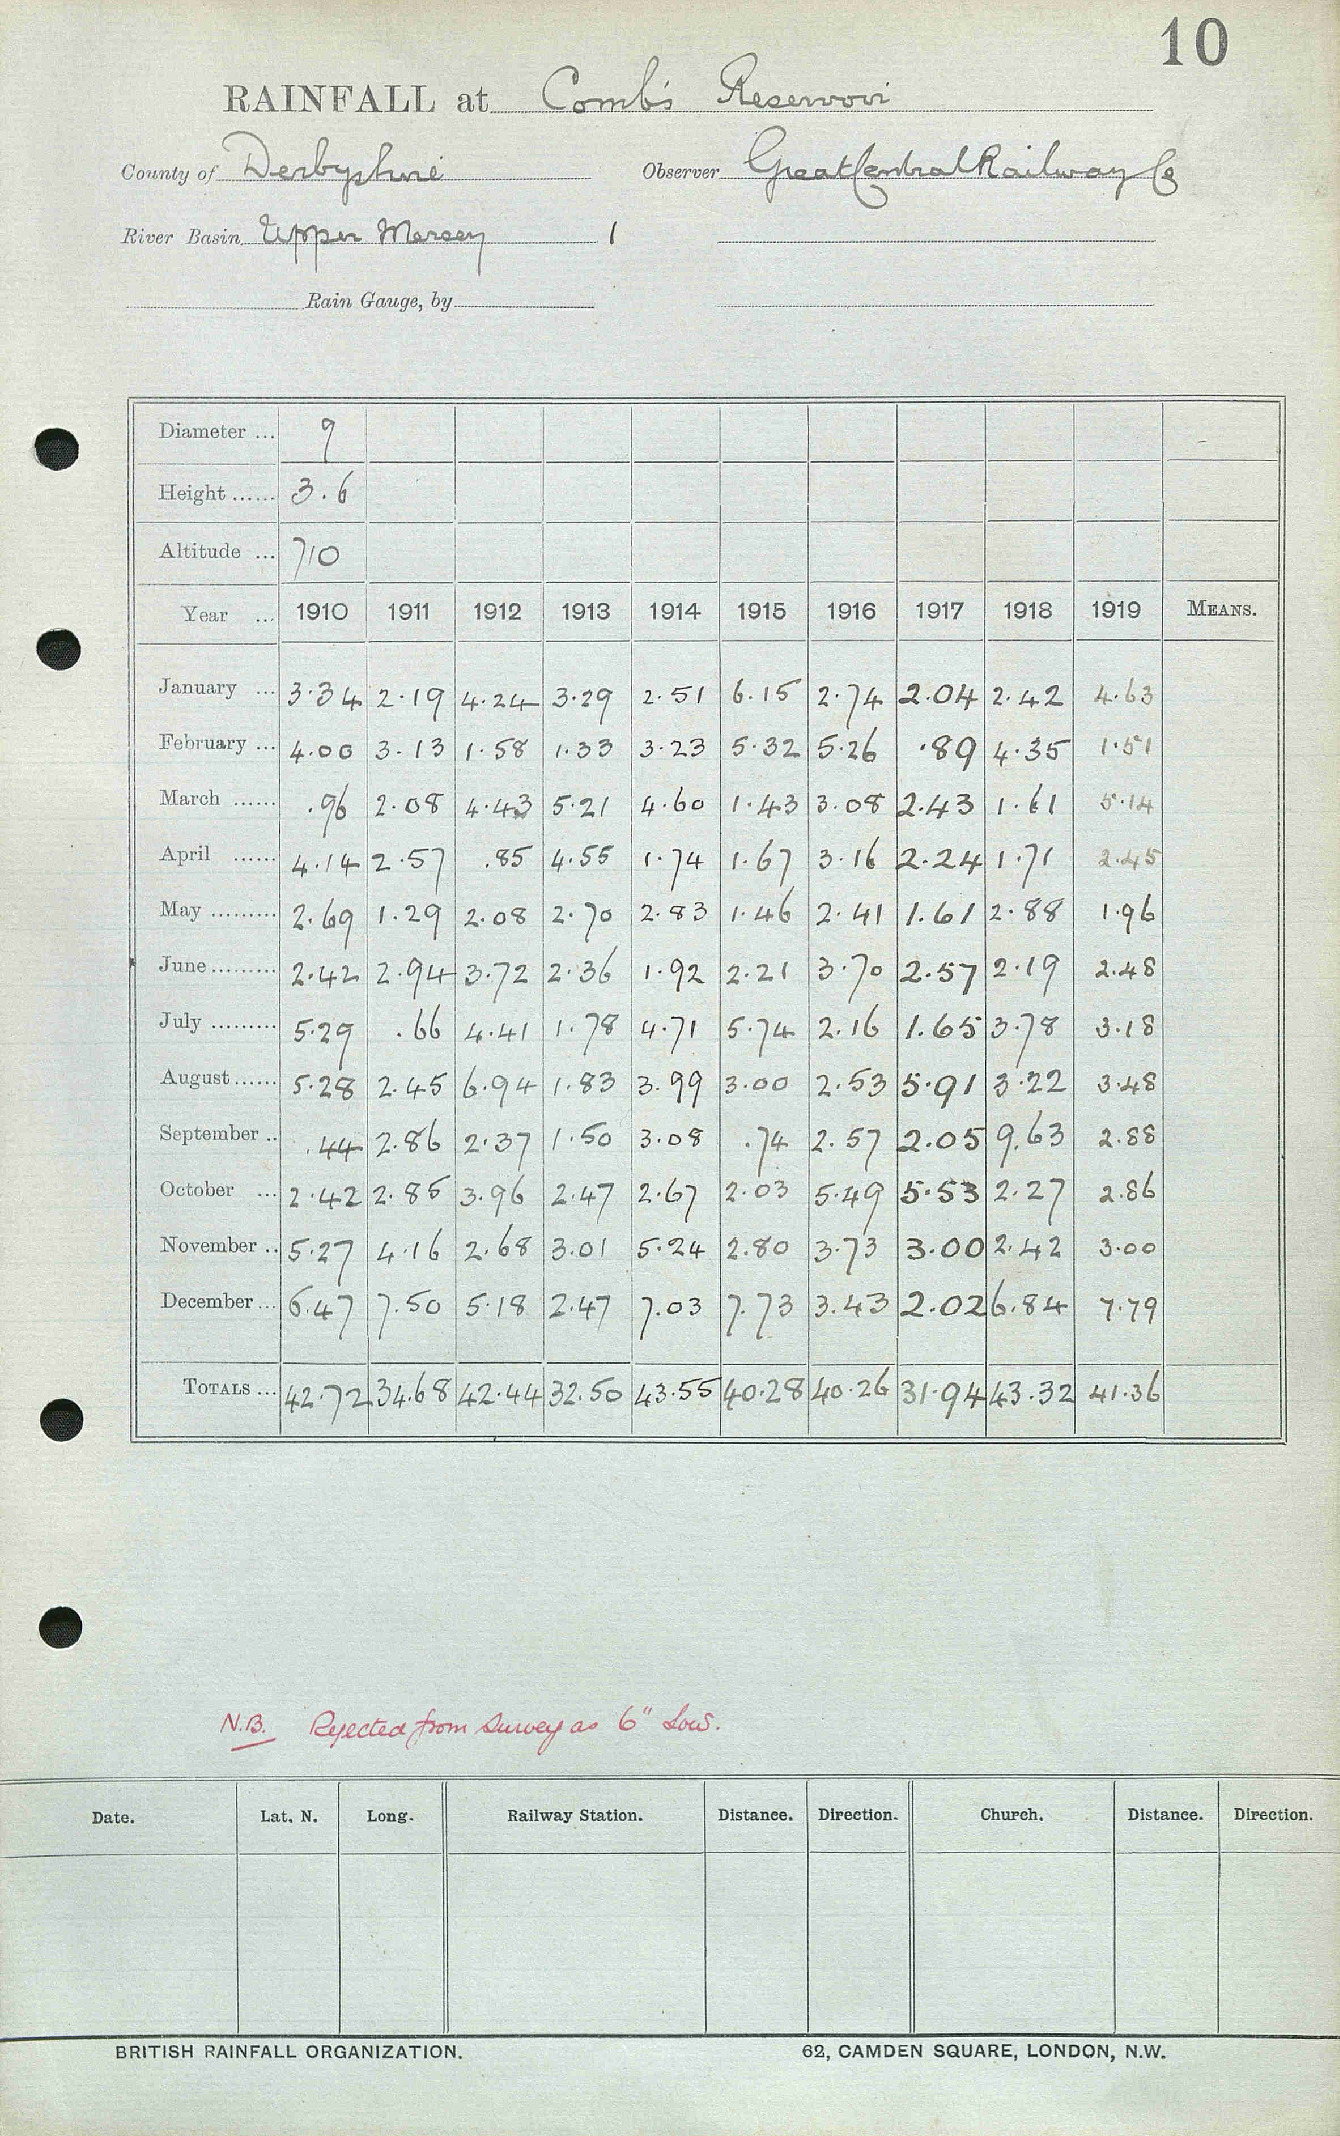 10
RAINFALL at Combs Reservoir
County of Derbyshire Observer Great Central Railway Co
River Basin Upper Mersey 1
Rain Gauge, by
Diameter ... 9
Height ...... 3.6
Altitude ... 710
Year ... 1910 1911 1912 1913 1914 1915 1916 1917 1918 1919 MEANS.
January ... 3.34 2.19 4.24 3.29 2.51 6.15 2.74 2.04 2.42 4.63
February ... 4.00 3.13 1.58 1.33 3.23 5.32 5.26 .89 4.35 1.51
March ...... .96 2.08 4.43 5.21 4.60 1.43 3.08 2.43 1.61 5.14
April ...... 4.14 2.57 .85 4.55 1.74 1.67 3.16 2.24 1.71 2.45
May ......... 2.69 1.29 2.08 2.70 2.83 1.46 2.41 1.61 2.88 1.96
June ......... 2.42 2.94 3.72 2.36 1.92 2.21 3.70 2.57 2.19 2.48
July ......... 5.29 .66 4.41 1.78 4.71 5.74 2.16 1.65 3.78 3.18
August ...... 5.28 2.45 6.94 1.83 3.99 3.00 2.53 5.91 3.22 3.48
September .. .44 2.86 2.37 1.50 3.08 .74 2.57 2.05 9.63 2.88
October ... 2.42 2.85 3.96 2.47 2.67 2.03 5.49 5.53 2.27 2.86
November .. 5.27 4.16 2.68 3.01 5.24 2.80 3.73 3.00 2.42 3.00
December ... 6.47 7.50 5.18 2.47 7.03 7.73 3.43 2.02 6.84 7.79
TOTALS ... 42.72 34.68 42.44 32.50 43.55 40.28 40.26 31.94 43.32 41.36
N.B. Rejected from survey as 6" low.
Date. Lat. N. Long. Railway Station. Distance. Direction. Church. Distance. Direction.
BRITISH RAINFALL ORGANIZATION. 62, CAMDEN SQUARE, LONDON, N.W.